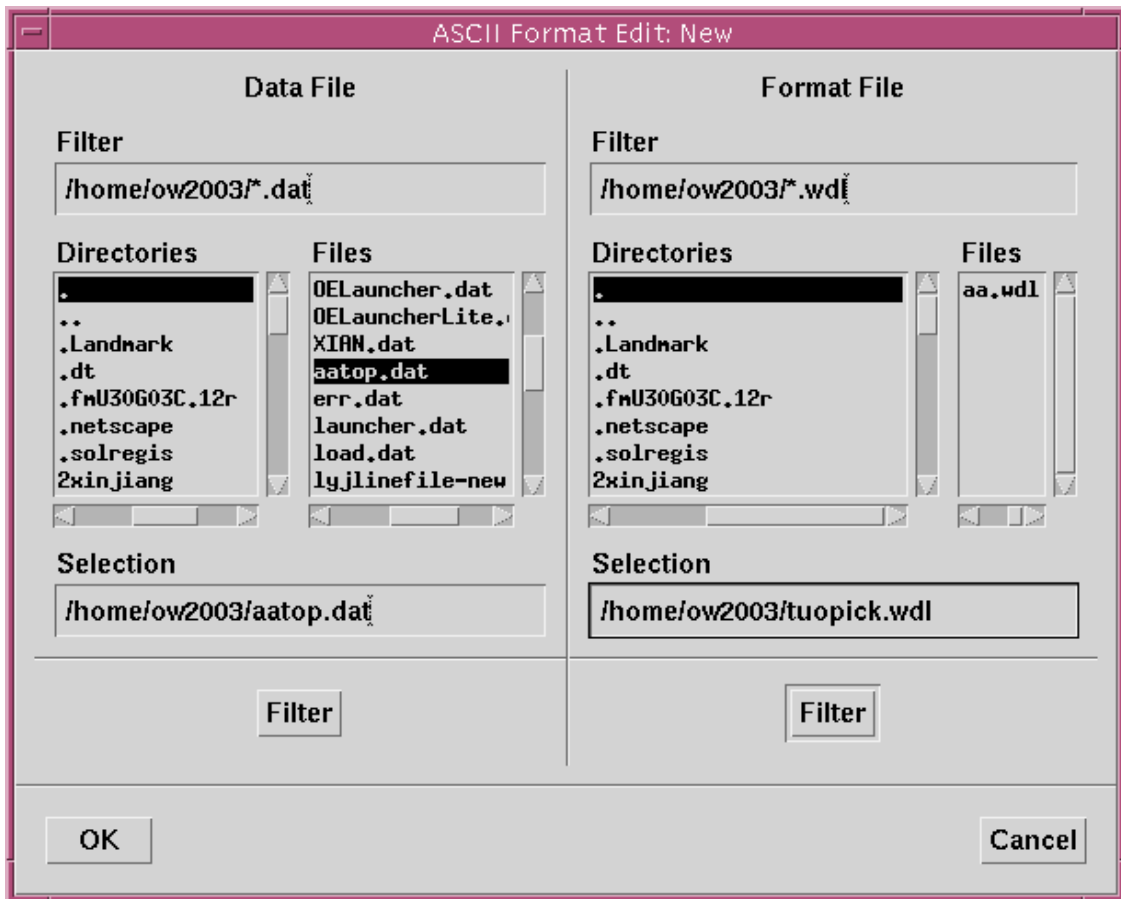 ASCII Format Edit: New
Data File
Filter
/home/ow2003/*.dat
Directories
.
..
.Landmark
.dt
.fmU30G03C.12r
.netscape
.solregis
2xinjiang
Files
OELauncher.dat
OELauncherLite.
XIAN.dat
aatop.dat
err.dat
launcher.dat
load.dat
lyjlinefile-new
Selection
/home/ow2003/aatop.dat
Filter
Format File
Filter
/home/ow2003/*.wdl
Directories
.
..
.Landmark
.dt
.fmU30G03C.12r
.netscape
.solregis
2xinjiang
Files
aa.wdl
Selection
/home/ow2003/tuopick.wdl
Filter
OK
Cancel